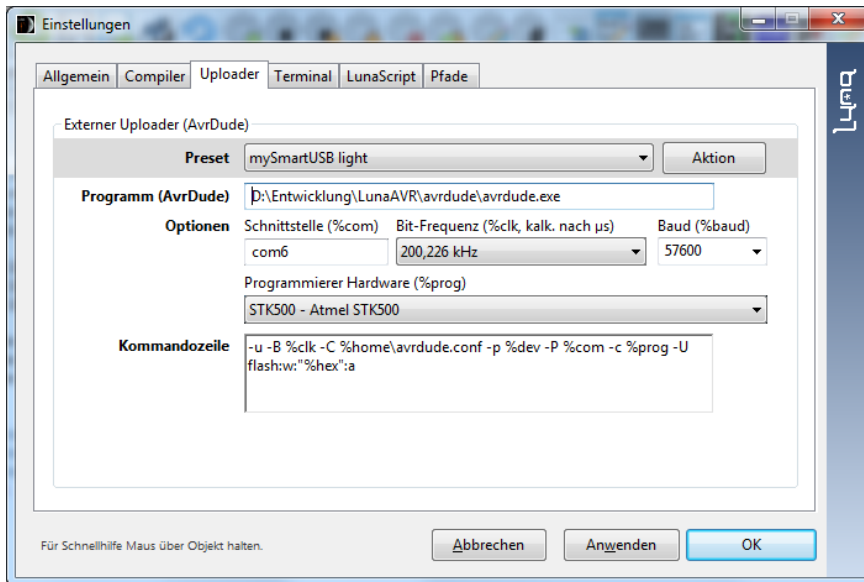 Einstellungen
Allgemein Compiler Uploader Terminal LunaScript Pfade
Externer Uploader (AvrDude)
Preset mySmartUSB light Aktion
Programm (AvrDude) D:\Entwicklung\LunaAVR\avrdude\avrdude.exe
Optionen Schnittstelle (%com) Bit-Frequenz (%clk, kalk. nach µs) Baud (%baud)
com6 200,226 kHz 57600
Programmierer Hardware (%prog)
STK500 - Atmel STK500
Kommandozeile -u -B %clk -C %home\avrdude.conf -p %dev -P %com -c %prog -U
flash:w:"%hex":a
Für Schnellhilfe Maus über Objekt halten. Abbrechen Anwenden OK